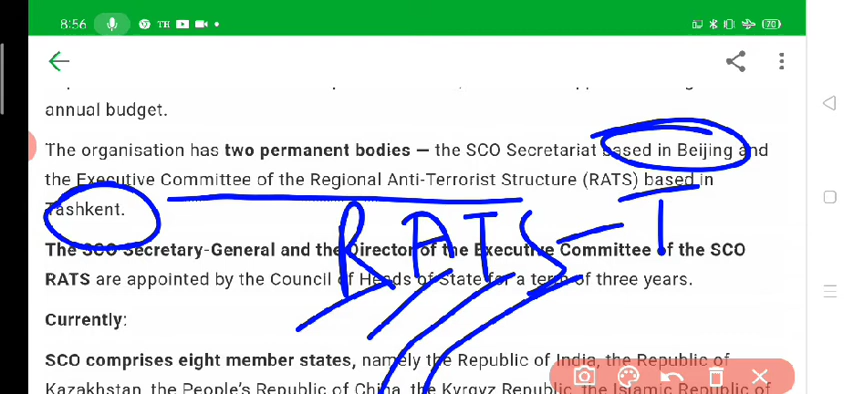 8:56 TH 70
annual budget.
The organisation has two permanent bodies — the SCO Secretariat based in Beijing and
the Executive Committee of the Regional Anti-Terrorist Structure (RATS) based in
Tashkent.
RATS - T
The SCO Secretary-General and the Director of the Executive Committee of the SCO
RATS are appointed by the Council of Heads of State for a term of three years.
Currently:
SCO comprises eight member states, namely the Republic of India, the Republic of
Kazakhstan, the People's Republic of China, the Kyrgyz Republic, the Islamic Republic of